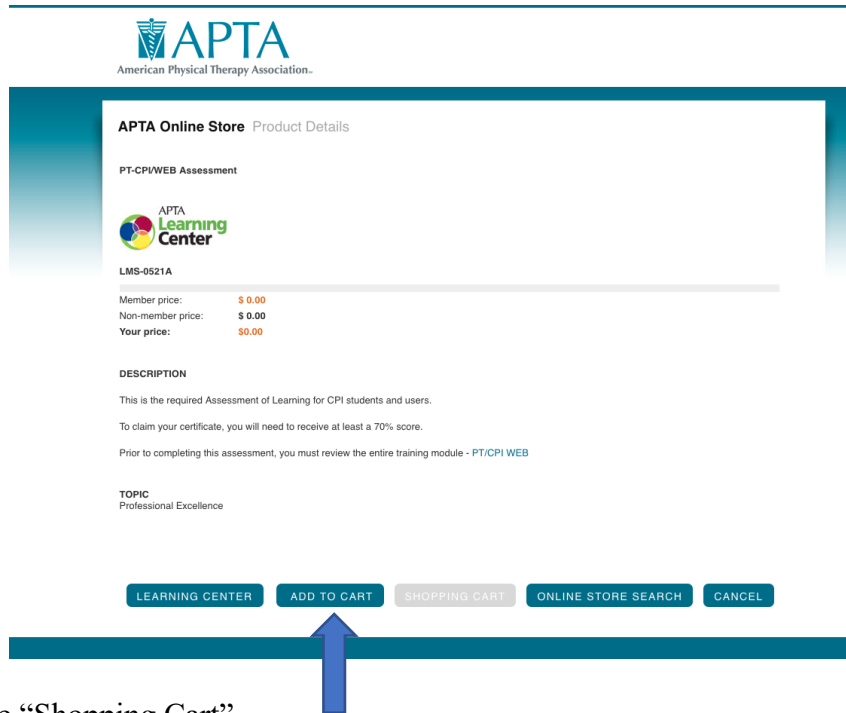 APTA
American Physical Therapy Association.
APTA Online Store Product Details
PT-CPI/WEB Assessment
APTA
Learning
Center
LMS-0521A
Member price: $ 0.00
Non-member price: $ 0.00
Your price: $0.00
DESCRIPTION
This is the required Assessment of Learning for CPI students and users.
To claim your certificate, you will need to receive at least a 70% score.
Prior to completing this assessment, you must review the entire training module - PT/CPI WEB
TOPIC
Professional Excellence
LEARNING CENTER ADD TO CART SHOPPING CART ONLINE STORE SEARCH CANCEL
“Shopping Cart”